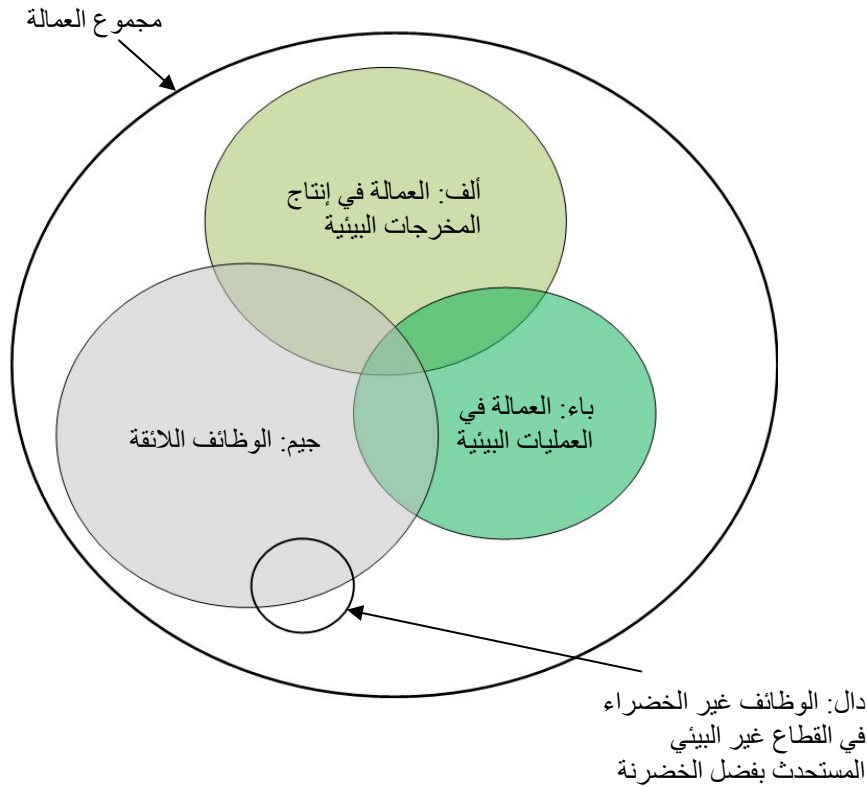 مجموع العمالة
ألف: العمالة في إنتاج
المخرجات البيئية
باء: العمالة في
العمليات البيئية
جيم: الوظائف اللائقة
دال: الوظائف غير الخضراء
في القطاع غير البيئي
المستحدث بفضل الخضرنة